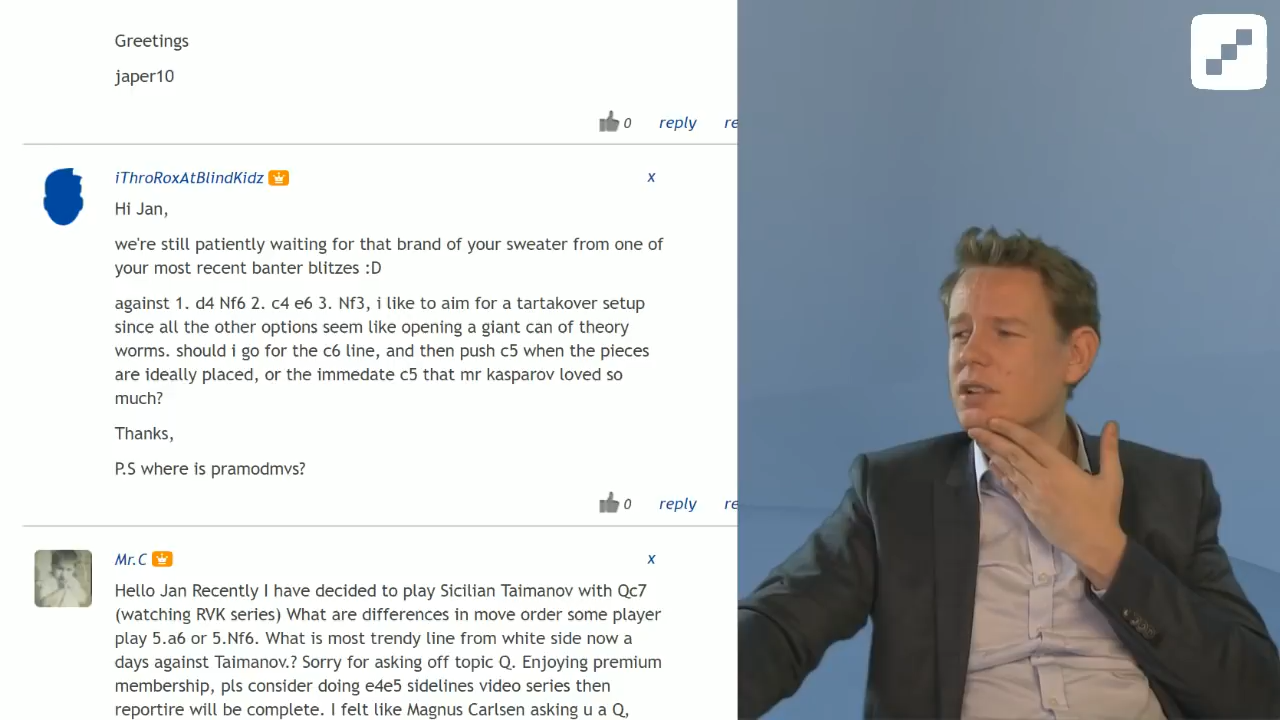 Greetings
japer10
0 reply re
iThroRoxAtBlindKidz x
Hi Jan,
we're still patiently waiting for that brand of your sweater from one of
your most recent banter blitzes :D
against 1. d4 Nf6 2. c4 e6 3. Nf3, i like to aim for a tartakover setup
since all the other options seem like opening a giant can of theory
worms. should i go for the c6 line, and then push c5 when the pieces
are ideally placed, or the immedate c5 that mr kasparov loved so
much?
Thanks,
P.S where is pramodmvs?
0 reply re
Mr.C x
Hello Jan Recently I have decided to play Sicilian Taimanov with Qc7
(watching RVK series) What are differences in move order some player
play 5.a6 or 5.Nf6. What is most trendy line from white side now a
days against Taimanov.? Sorry for asking off topic Q. Enjoying premium
membership, pls consider doing e4e5 sidelines video series then
reportire will be complete. I felt like Magnus Carlsen asking u a Q,